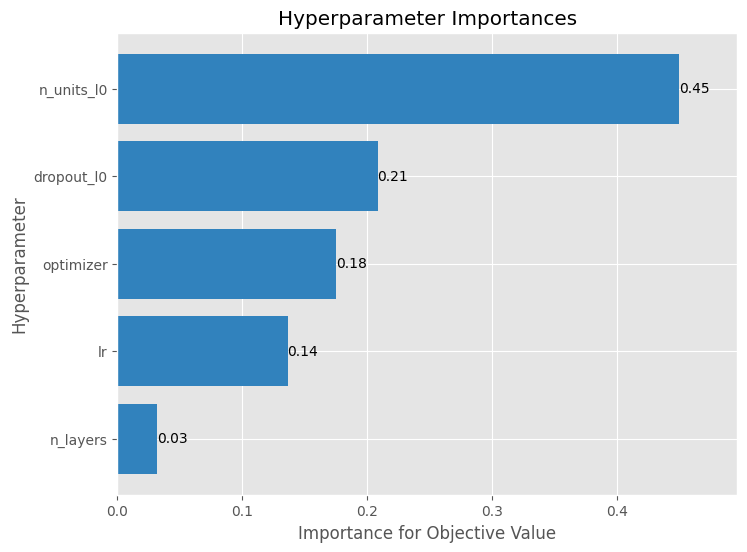 Hyperparameter Importances
Hyperparameter
n_units_l0
0.45
dropout_l0
0.21
optimizer
0.18
lr
0.14
n_layers
0.03
0.0 0.1 0.2 0.3 0.4
Importance for Objective Value